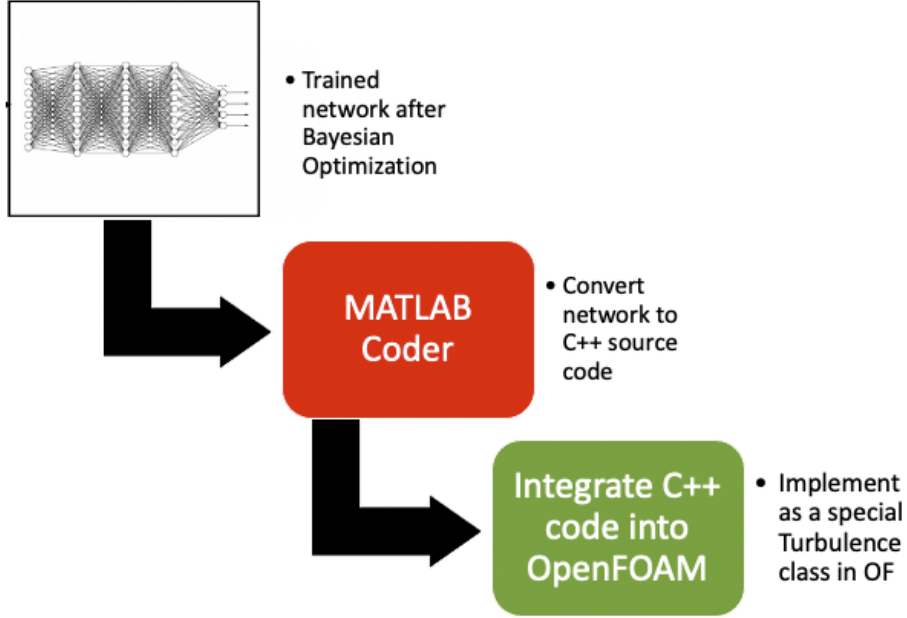 • Trained
network after
Bayesian
Optimization
MATLAB
Coder
• Convert
network to
C++ source
code
Integrate C++
code into
OpenFOAM
• Implement
as a special
Turbulence
class in OF